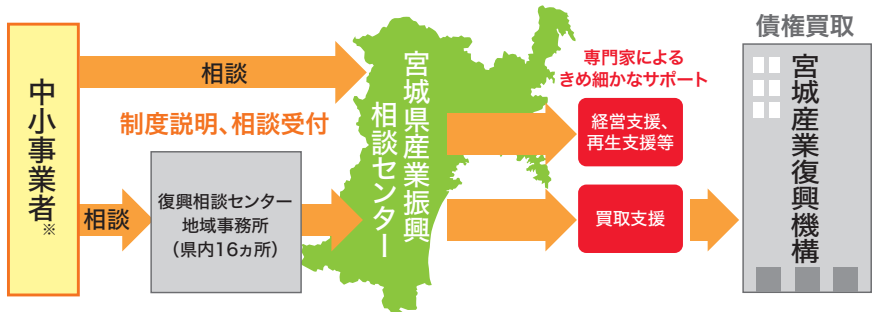 中小事業者※
相談
制度説明、相談受付
相談
復興相談センター
地域事務所
（県内16ヵ所）
宮城県産業振興
相談センター
専門家による
きめ細かなサポート
経営支援、
再生支援等
買取支援
債権買取
宮城産業復興機構